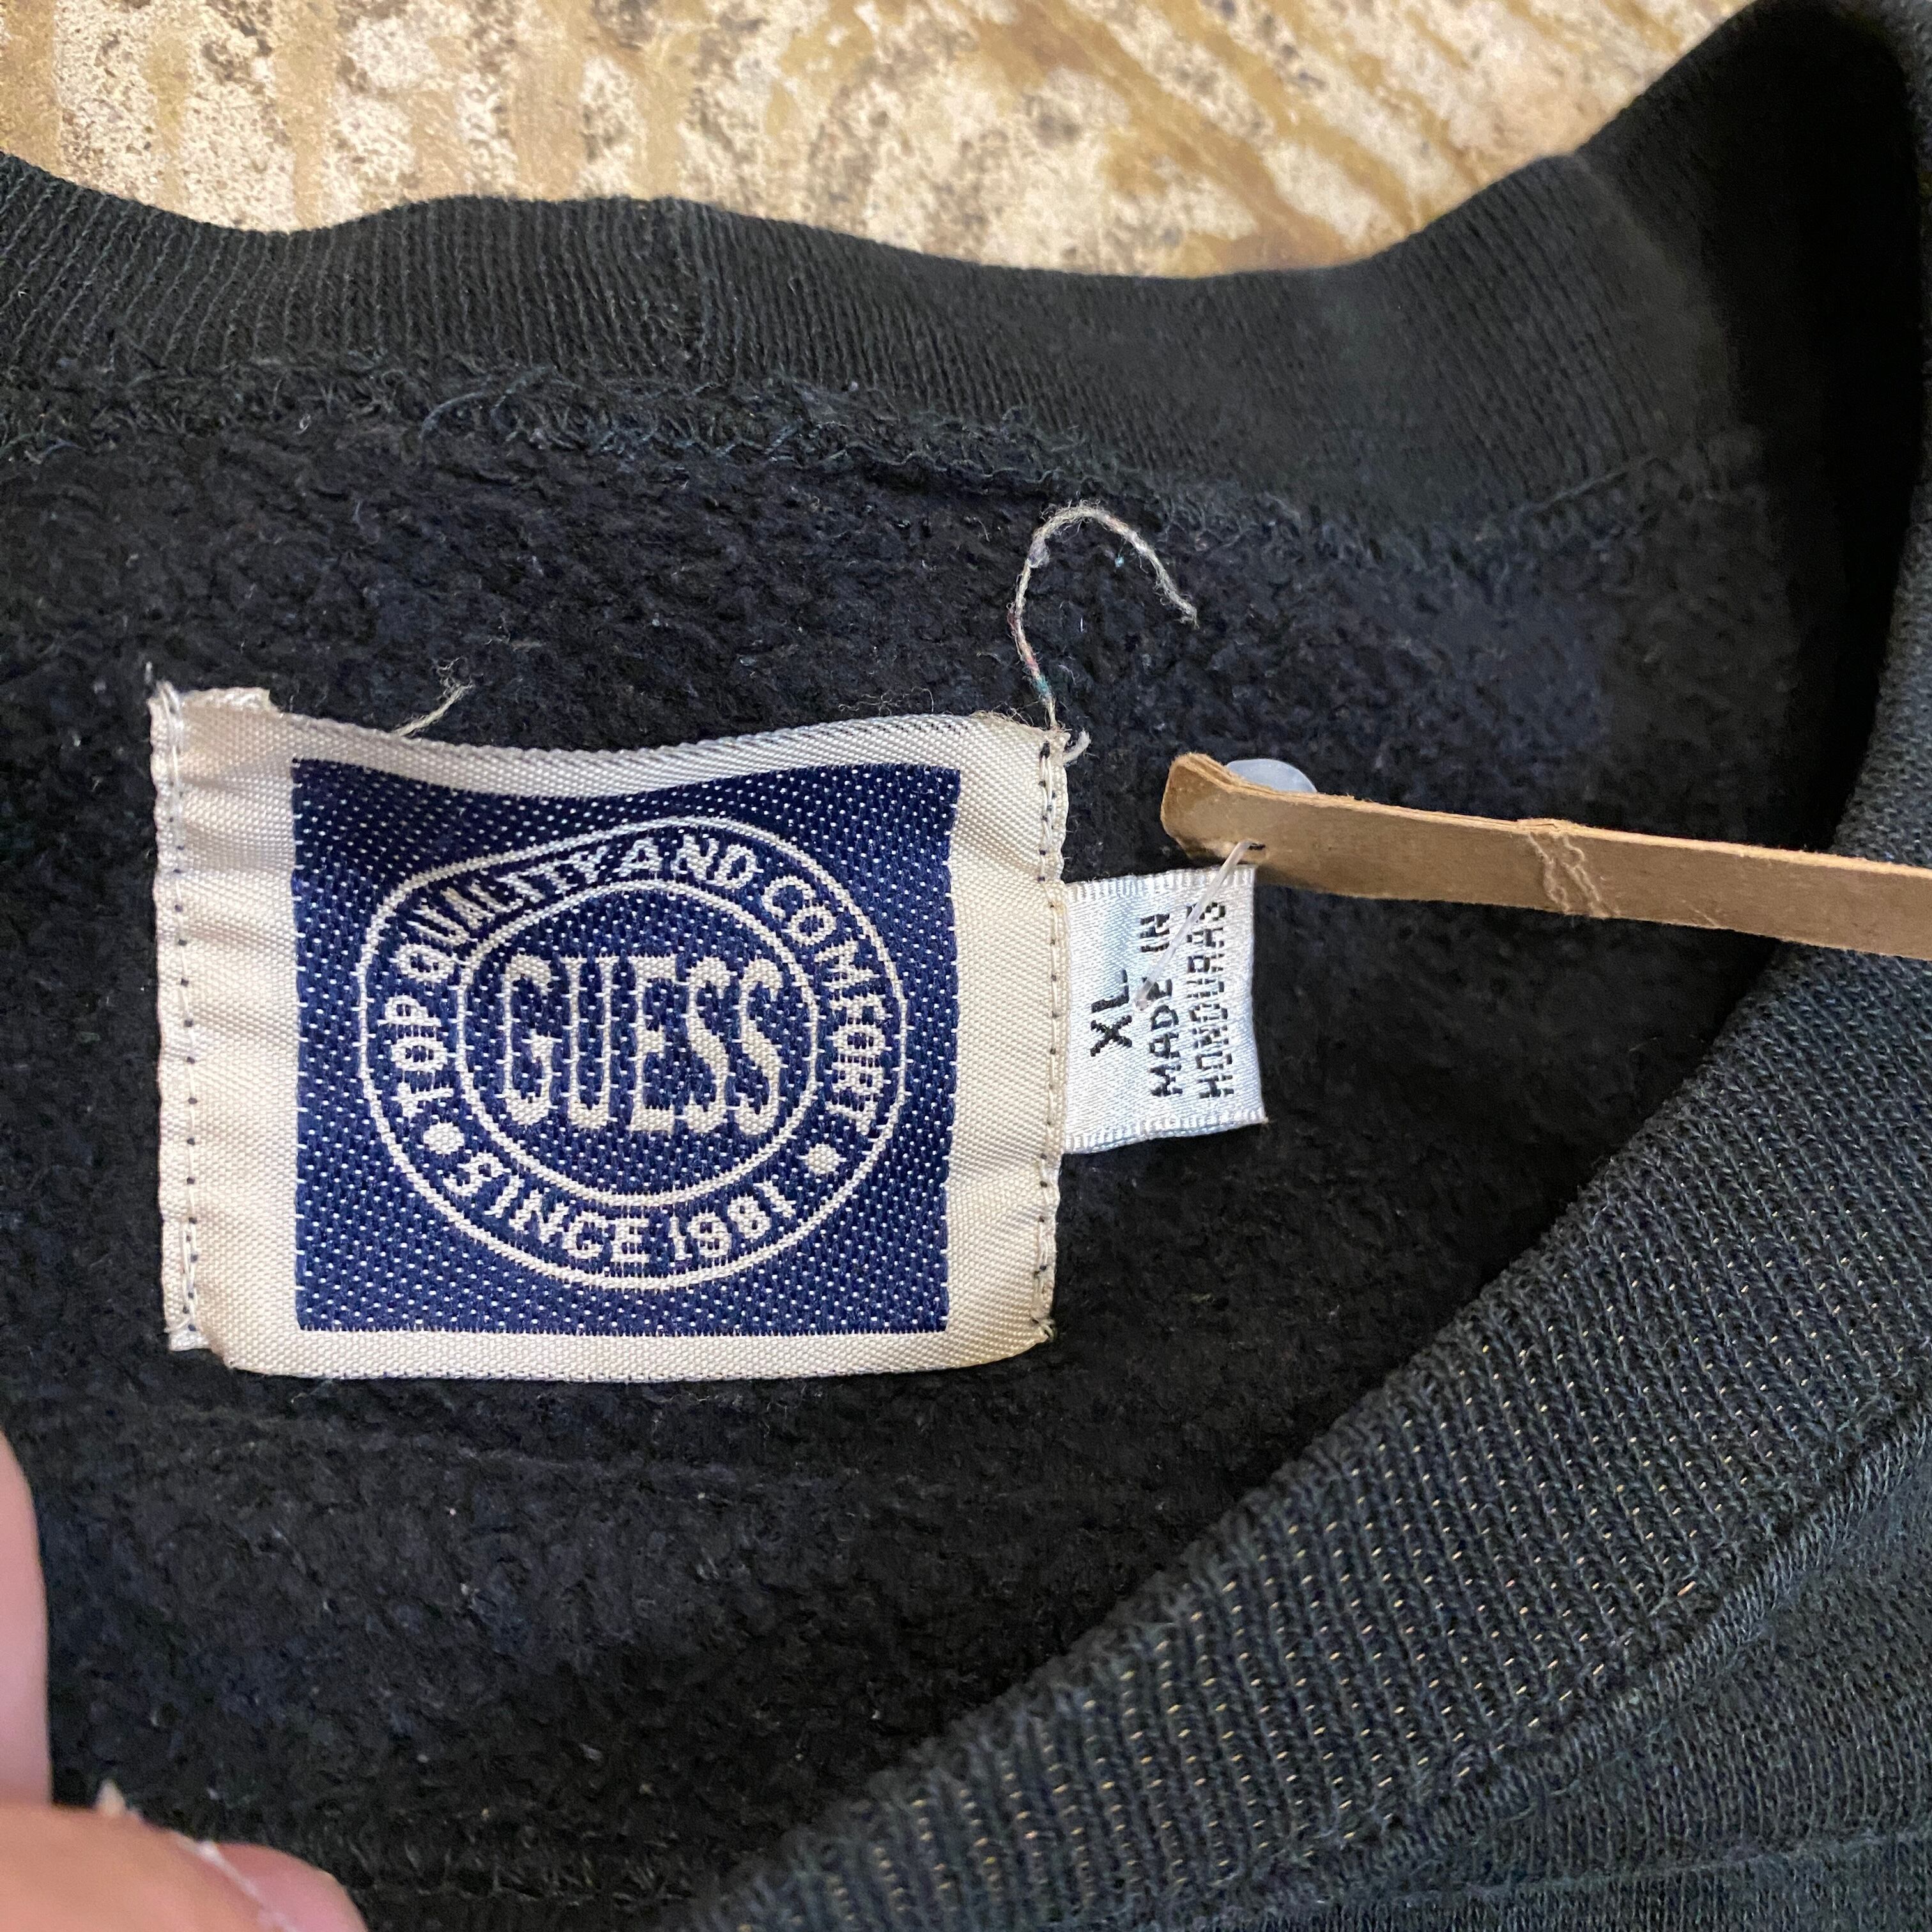 TOP QUALITY AND COMFORT
GUESS
• SINCE 1981 •
XL
MADE IN
HONDURAS